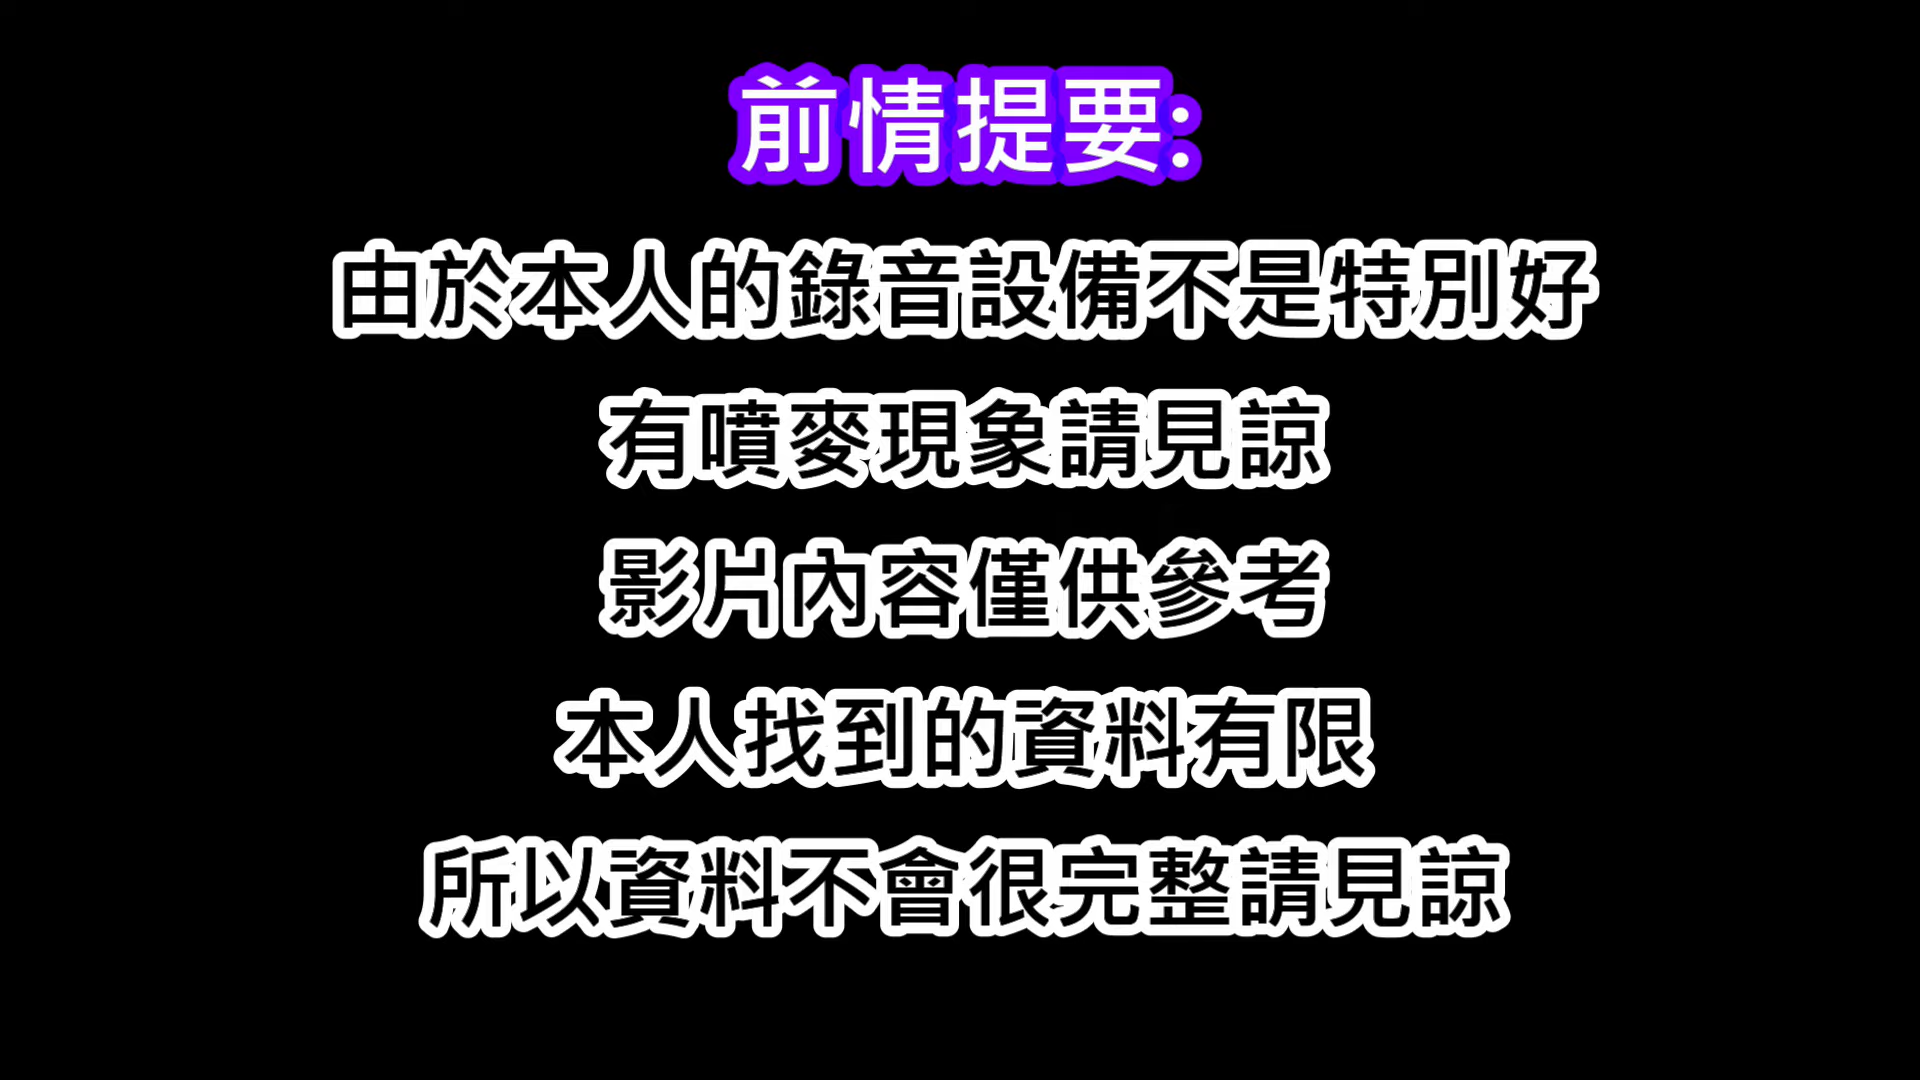 前情提要:
由於本人的錄音設備不是特別好
有噴麥現象請見諒
影片內容僅供參考
本人找到的資料有限
所以資料不會很完整請見諒